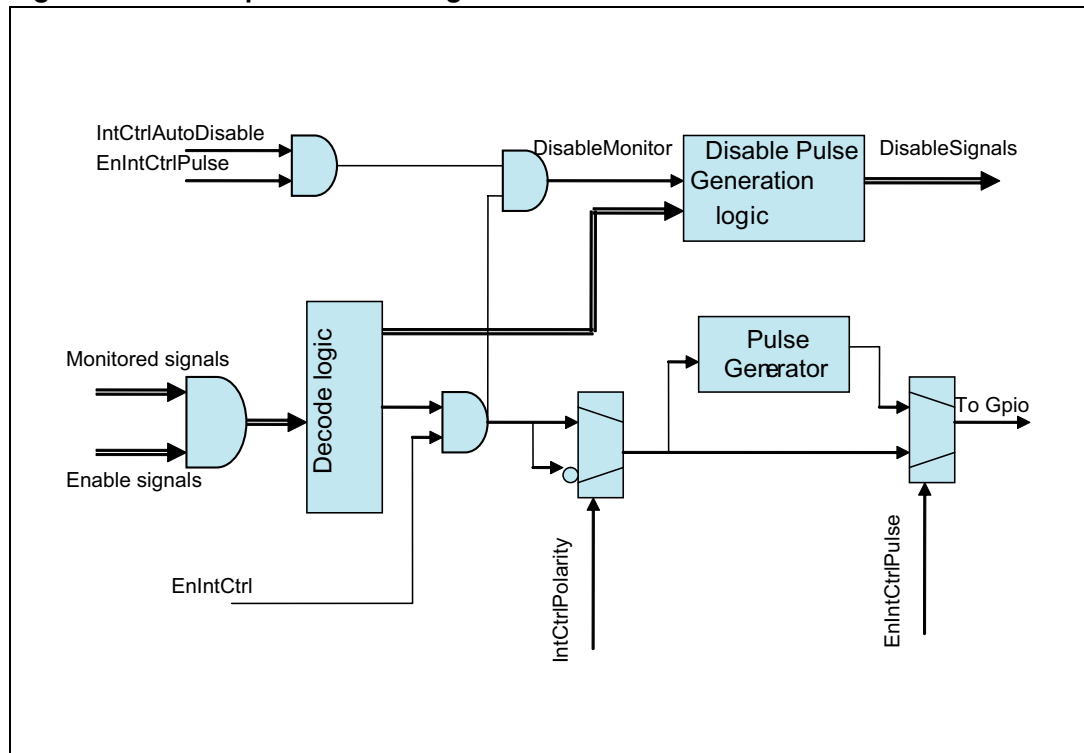 IntCtrlAutoDisable
EnIntCtrlPulse
DisableMonitor
Disable Pulse
Generation
logic
DisableSignals
Monitored signals
Enable signals
Decode logic
Pulse
Generator
To Gpio
EnIntCtrl
IntCtrlPolarity
EnIntCtrlPulse